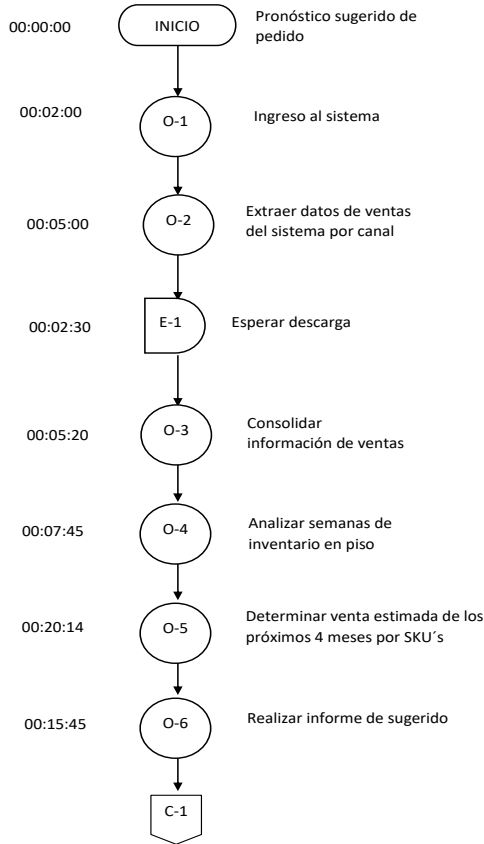 00:00:00
INICIO
Pronóstico sugerido de
pedido
00:02:00
O-1
Ingreso al sistema
00:05:00
O-2
Extraer datos de ventas
del sistema por canal
00:02:30
E-1
Esperar descarga
00:05:20
O-3
Consolidar
información de ventas
00:07:45
O-4
Analizar semanas de
inventario en piso
00:20:14
O-5
Determinar venta estimada de los
próximos 4 meses por SKU´s
00:15:45
O-6
Realizar informe de sugerido
C-1